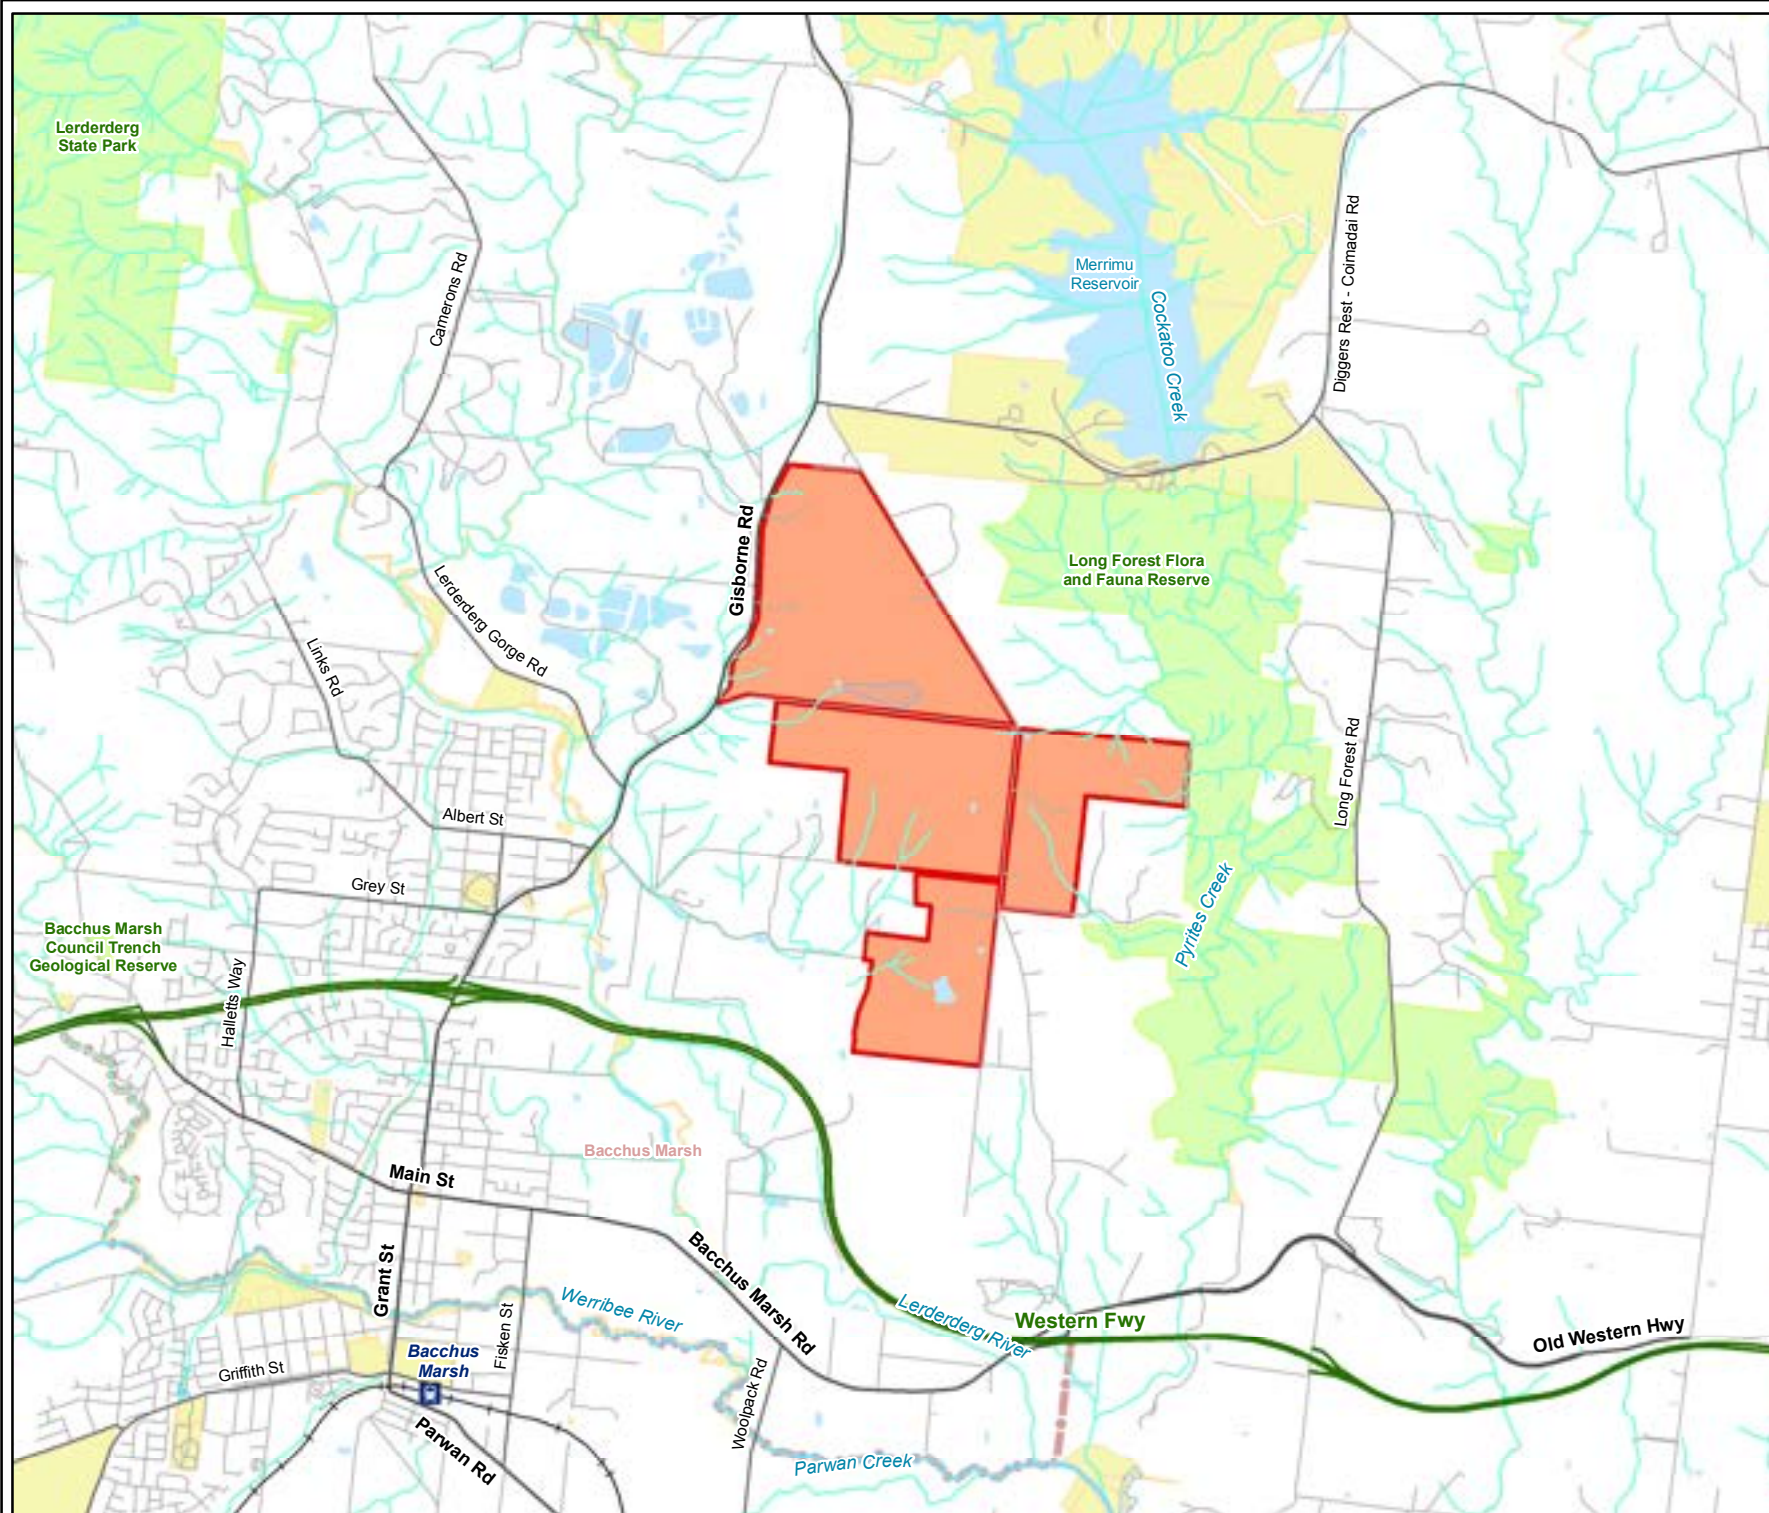 Lerderderg
State Park
Camerons Rd
Diggers Rest - Coimadai Rd
Merrimu
Reservoir
Cockatoo Creek
Gisborne Rd
Long Forest Flora
and Fauna Reserve
Lerderderg Gorge Rd
Links Rd
Long Forest Rd
Albert St
Grey St
Pyrites Creek
Bacchus Marsh
Council Trench
Geological Reserve
Halletts Way
Bacchus Marsh
Main St
Bacchus Marsh Rd
Grant St
Werribee River
Fisken St
Lerderderg River
Western Fwy
Old Western Hwy
Bacchus
Marsh
Griffith St
Woolpack Rd
Parwan Rd
Parwan Creek